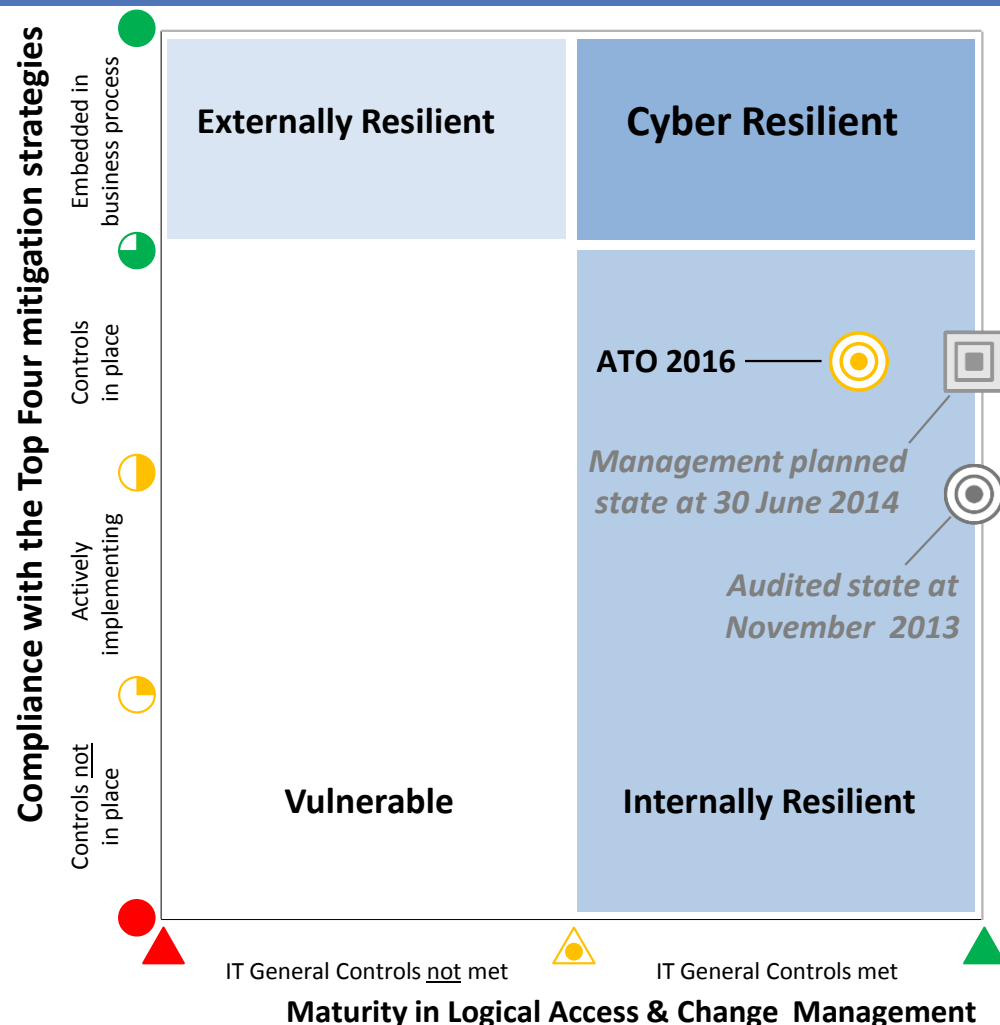 Compliance with the Top Four mitigation strategies
Embedded in
business process
Controls
in place
Actively
implementing
Controls not
in place
Externally Resilient
Cyber Resilient
ATO 2016
Management planned
state at 30 June 2014
Audited state at
November 2013
Vulnerable
Internally Resilient
IT General Controls not met
IT General Controls met
Maturity in Logical Access & Change Management